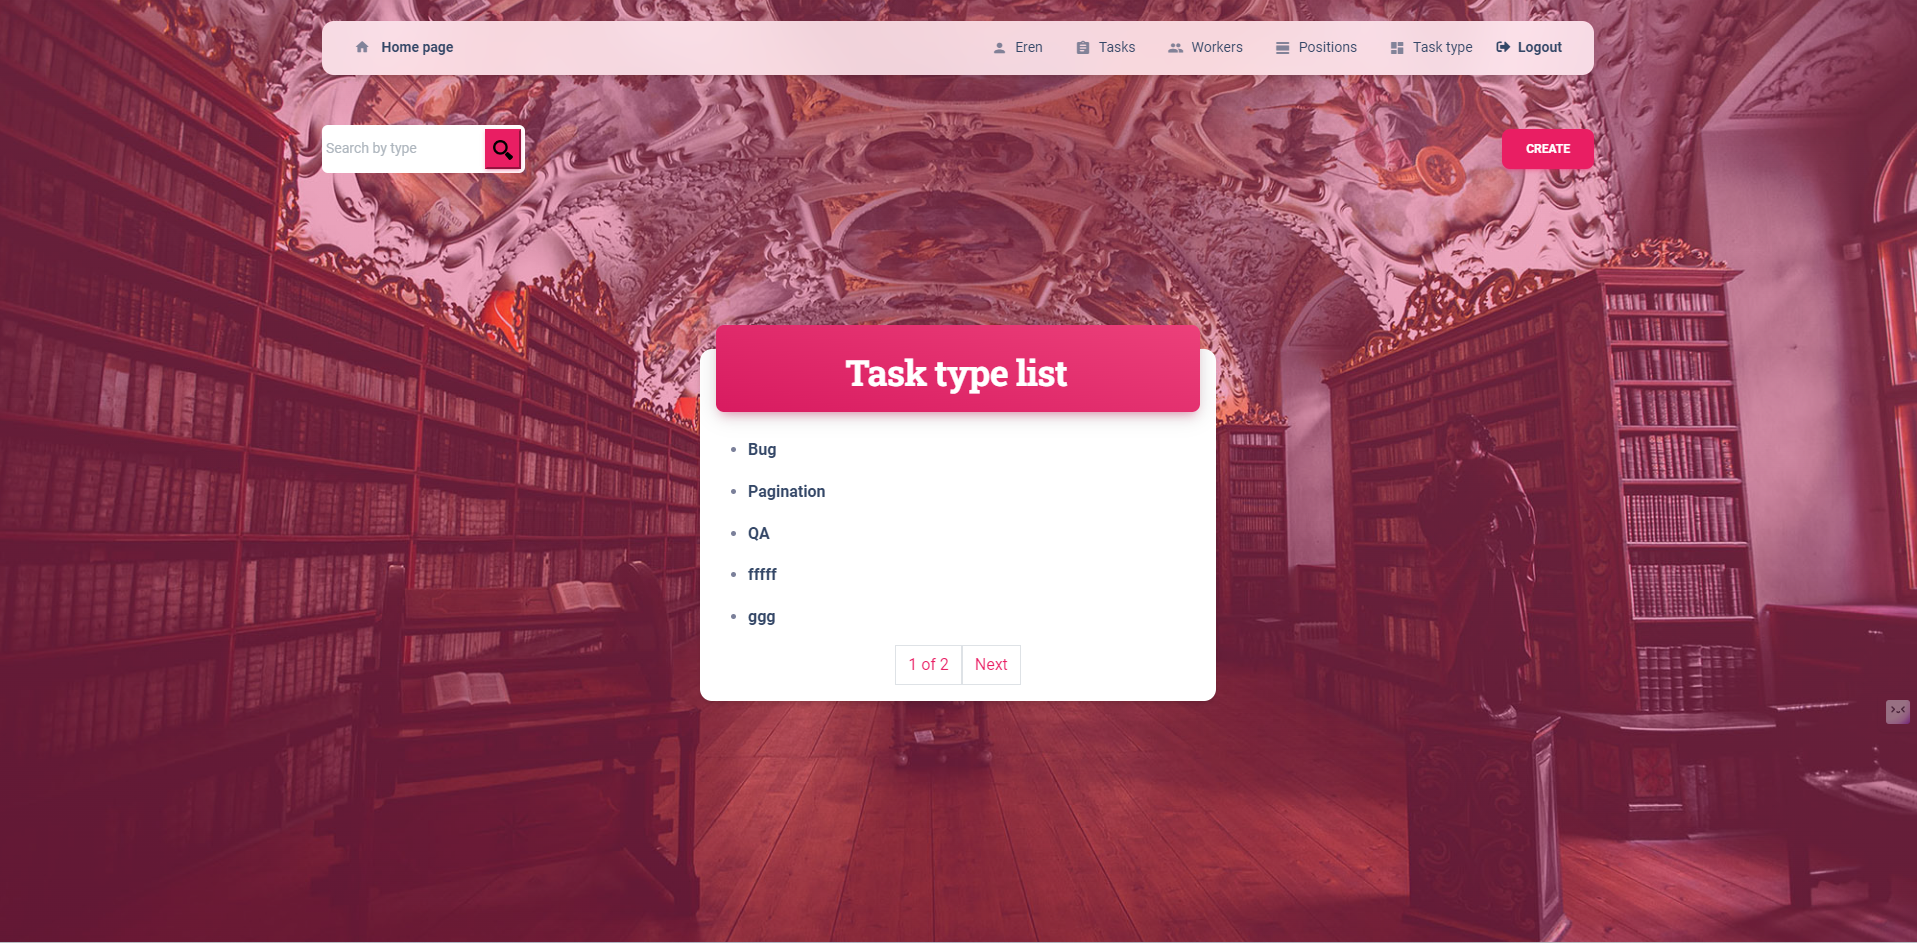 Home page
Eren
Tasks
Workers
Positions
Task type
Logout
Search by type
CREATE
Task type list
Bug
Pagination
QA
fffff
ggg
1 of 2
Next